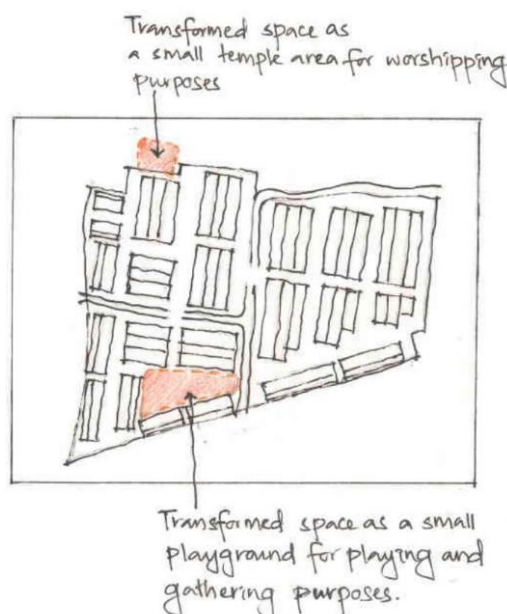 Transformed space as
a small temple area for worshipping
purposes
Transformed space as a small
playground for playing and
gathering purposes.